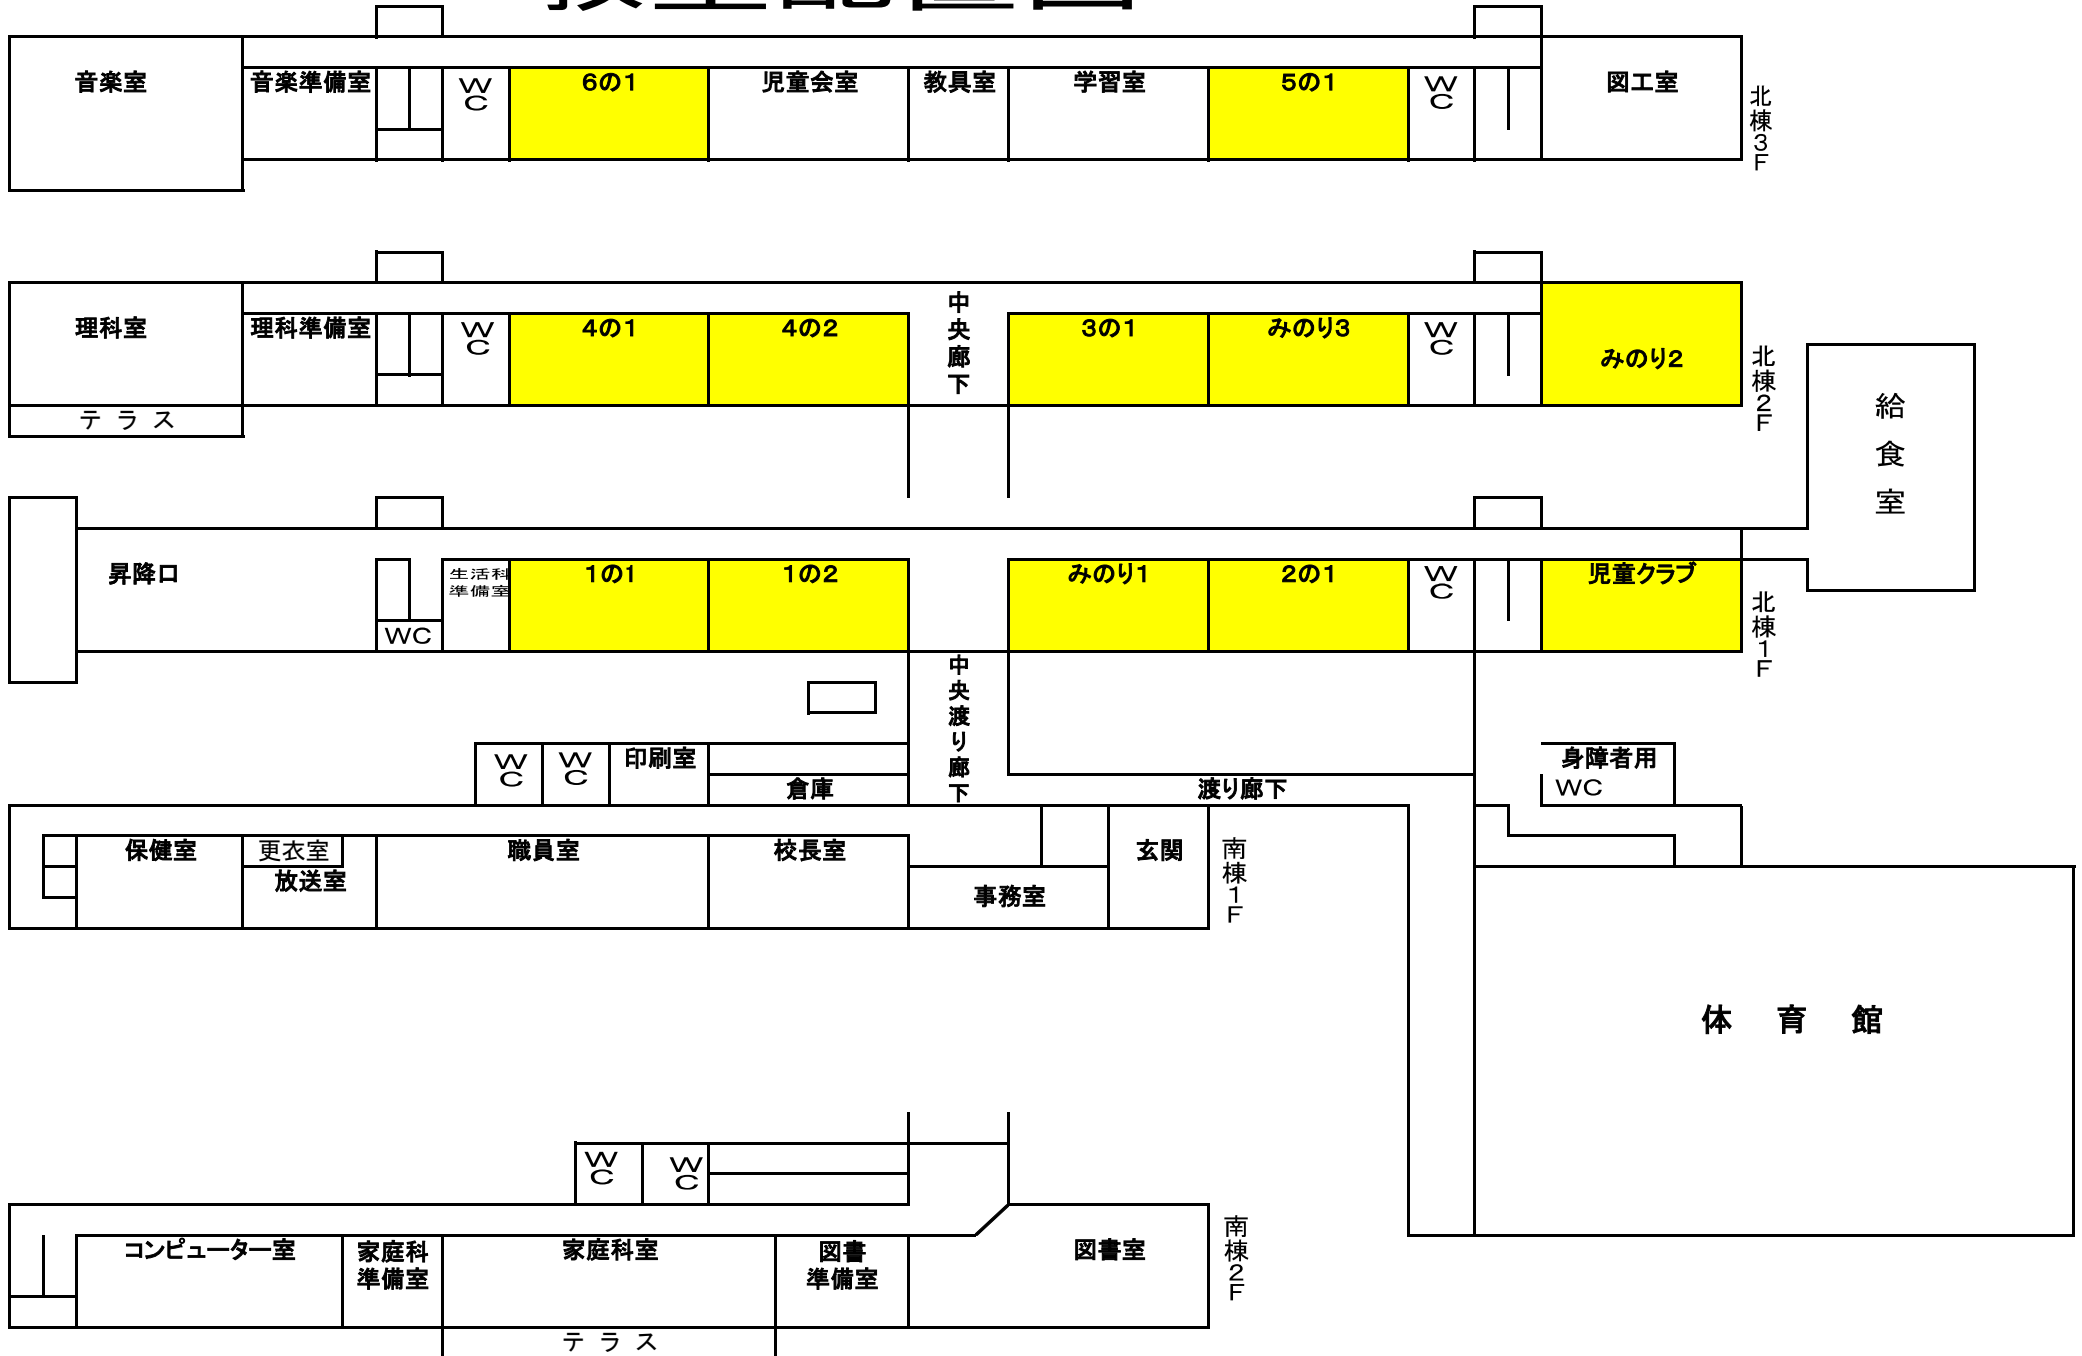 音楽室
音楽準備室
WC
6の1
児童会室
教具室
学習室
5の1
WC
図工室
北棟3F
理科室
理科準備室
WC
4の1
4の2
中央廊下
3の1
みのり3
WC
みのり2
北棟2F
テラス
給食室
昇降口
WC
生活科
準備室
1の1
1の2
みのり1
2の1
WC
児童クラブ
北棟1F
中央渡り廊下
WC
WC
印刷室
倉庫
渡り廊下
身障者用
WC
保健室
更衣室
放送室
職員室
校長室
事務室
玄関
南棟1F
体育館
WC
WC
コンピューター室
家庭科
準備室
家庭科室
図書
準備室
図書室
南棟2F
テラス